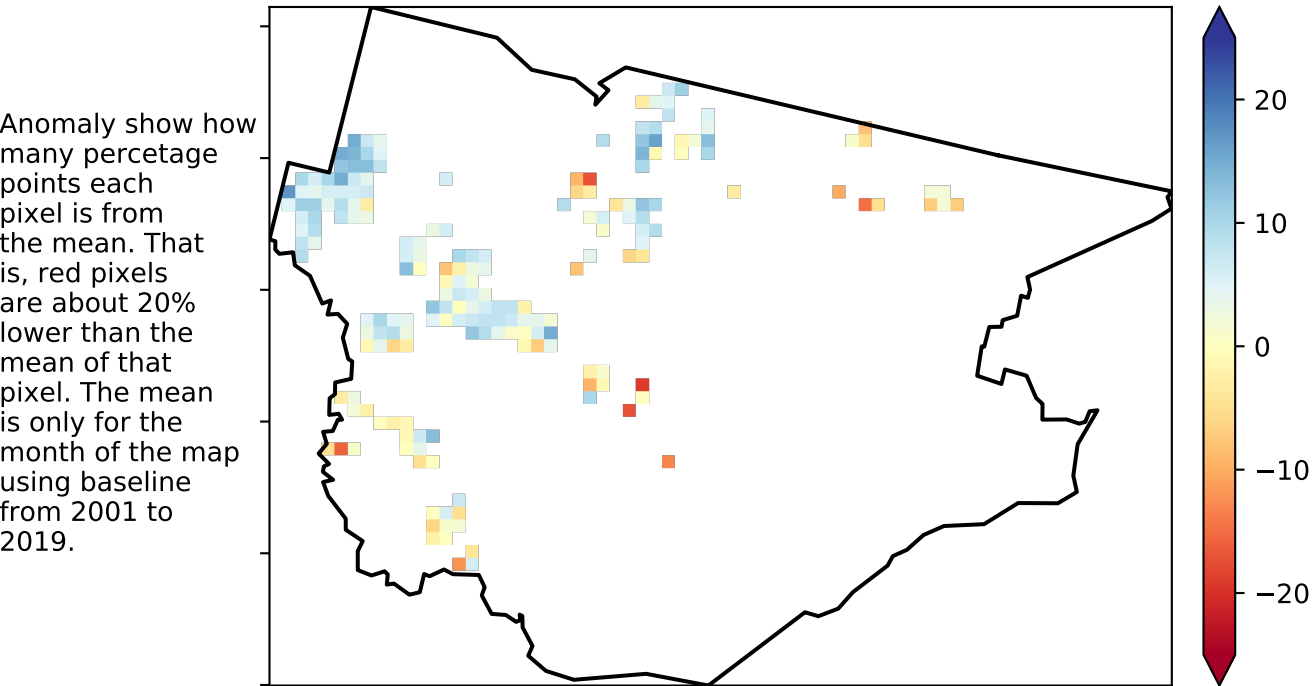 Anomaly show how
many percetage
points each
pixel is from
the mean. That
is, red pixels
are about 20%
lower than the
mean of that
pixel. The mean
is only for the
month of the map
using baseline
from 2001 to
2019.
20
10
0
−10
−20